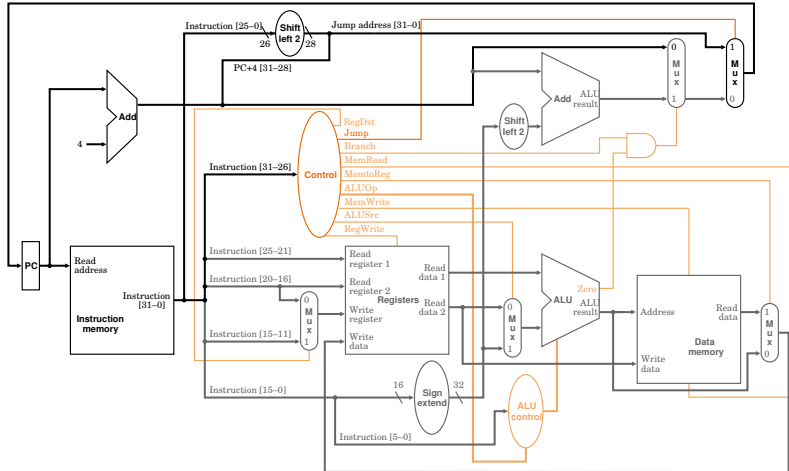 Instruction [25–0]
26
Shift
left 2
28
Jump address [31–0]
PC+4 [31–28]
Add
4
0
M
u
x
1
1
M
u
x
0
Add
ALU
result
Shift
left 2
RegDst
Jump
Branch
MemRead
MemtoReg
ALUOp
MemWrite
ALUSrc
RegWrite
Control
Instruction [31–26]
PC
Read
address
Instruction
[31–0]
Instruction
memory
Instruction [25–21]
Instruction [20–16]
Instruction [15–11]
0
M
u
x
1
Read
register 1
Read
register 2
Write
register
Write
data
Registers
Read
data 1
Read
data 2
0
M
u
x
1
Zero
ALU
ALU
result
Address
Write
data
Read
data
Data
memory
1
M
u
x
0
Instruction [15–0]
16
Sign
extend
32
ALU
control
Instruction [5–0]